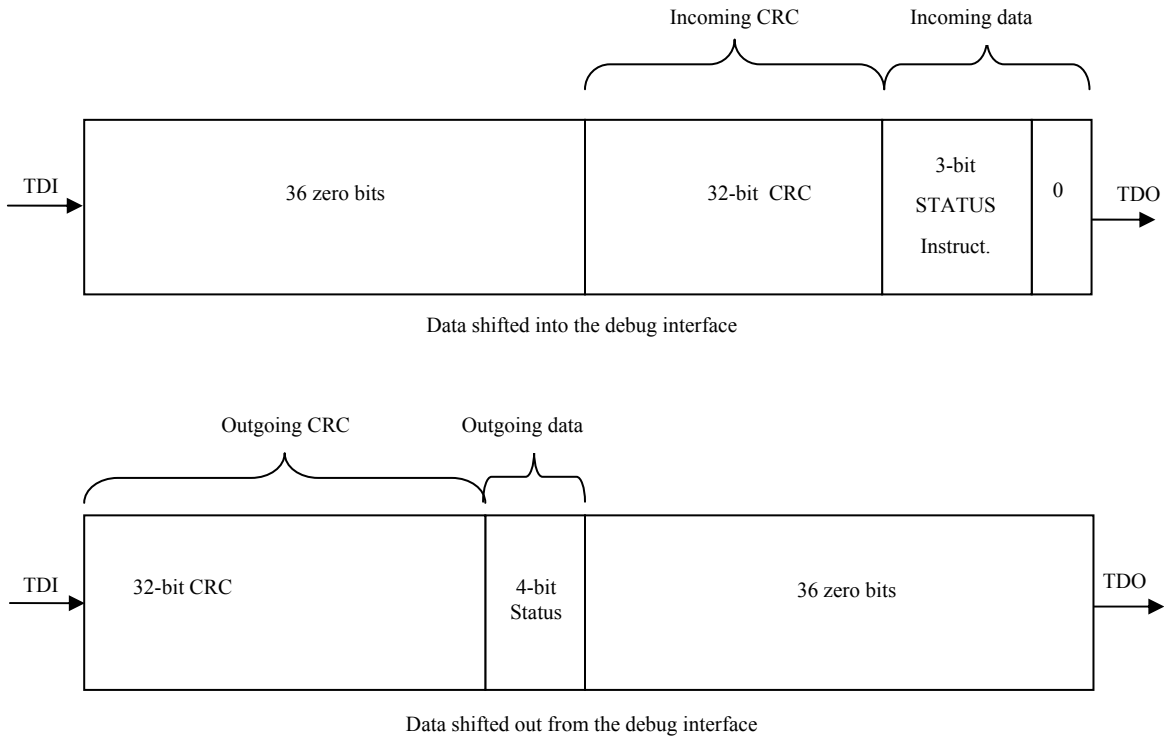 Incoming CRC
Incoming data
TDI
36 zero bits
32-bit CRC
3-bit
STATUS
Instruct.
0
TDO
Data shifted into the debug interface
Outgoing CRC
Outgoing data
TDI
32-bit CRC
4-bit
Status
36 zero bits
TDO
Data shifted out from the debug interface